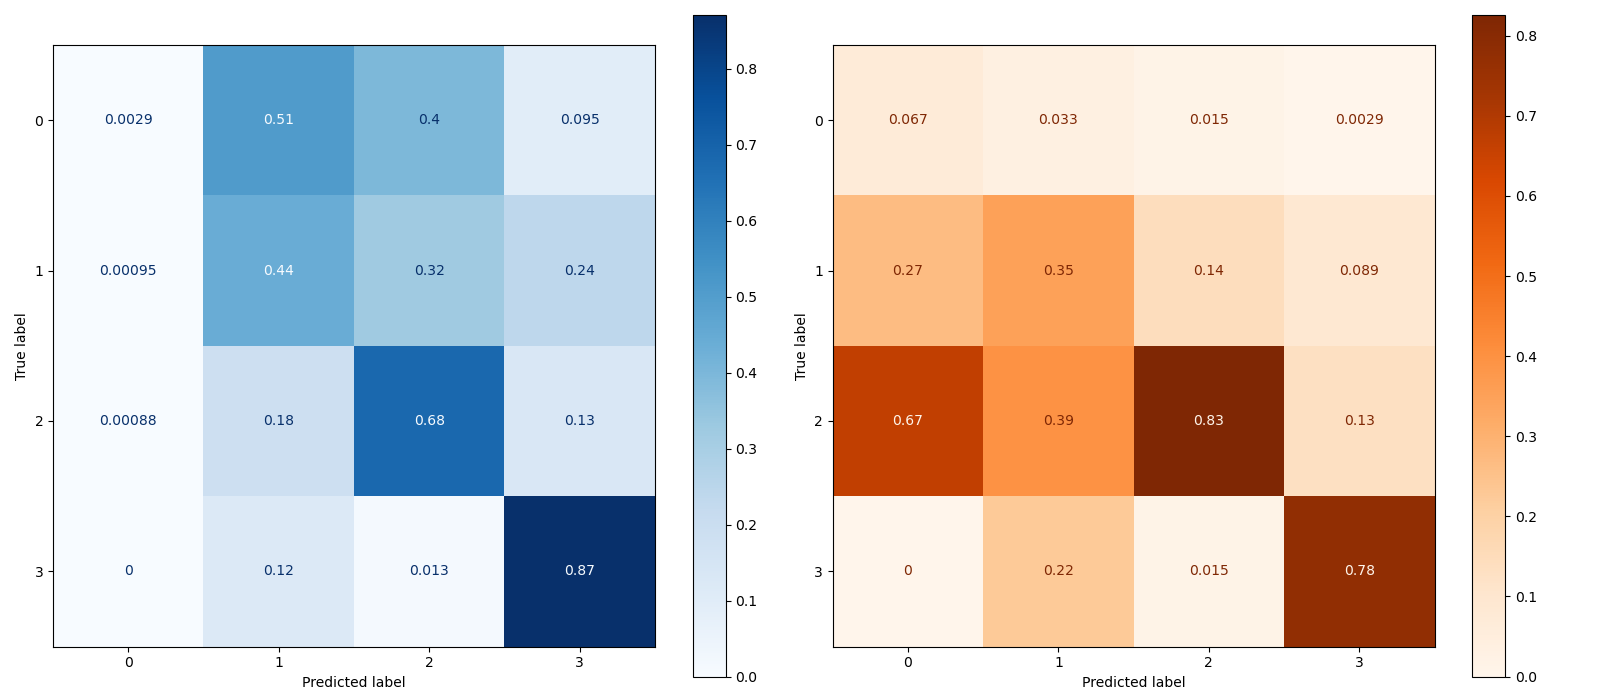 0.0029 0.51 0.4 0.095
0.00095 0.44 0.32 0.24
0.00088 0.18 0.68 0.13
0 0.12 0.013 0.87
0
1
2
3
True label
0 1 2 3
Predicted label
0.8
0.7
0.6
0.5
0.4
0.3
0.2
0.1
0.0
0.067 0.033 0.015 0.0029
0.27 0.35 0.14 0.089
0.67 0.39 0.83 0.13
0 0.22 0.015 0.78
0
1
2
3
True label
0 1 2 3
Predicted label
0.8
0.7
0.6
0.5
0.4
0.3
0.2
0.1
0.0